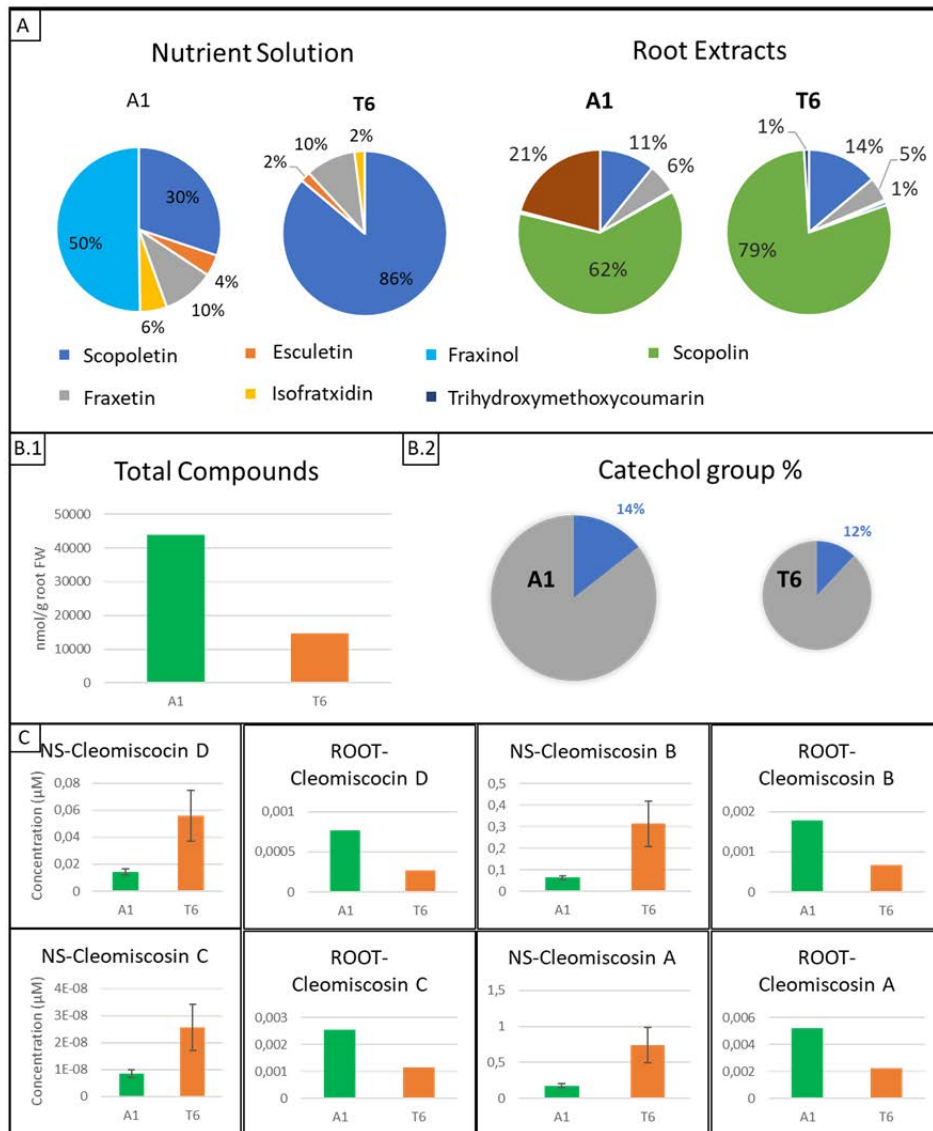 A
Nutrient Solution
Root Extracts
A1
T6
A1
T6
30%
4%
10%
6%
50%
2%
10%
2%
86%
21%
11%
6%
62%
1%
14%
5%
1%
79%
Scopoletin
Esculetin
Fraxinol
Scopolin
Fraxetin
Isofratxidin
Trihydroxymethoxycoumarin
B.1
Total Compounds
nmol/g root FW
50000
40000
30000
20000
10000
0
A1
T6
B.2
Catechol group %
14%
A1
12%
T6
C
NS-Cleomiscocin D
Concentration (µM)
0,08
0,06
0,04
0,02
0
A1
T6
ROOT-
Cleomiscocin D
0,001
0,0005
0
A1
T6
NS-Cleomiscosin B
0,5
0,4
0,3
0,2
0,1
0
A1
T6
ROOT-
Cleomiscosin B
0,002
0,001
0
A1
T6
NS-Cleomiscosin C
Concentration (µM)
4E-08
3E-08
2E-08
1E-08
0
A1
T6
ROOT-
Cleomiscosin C
0,003
0,002
0,001
0
A1
T6
NS-Cleomiscosin A
1,5
1
0,5
0
A1
T6
ROOT-
Cleomiscosin A
0,006
0,004
0,002
0
A1
T6